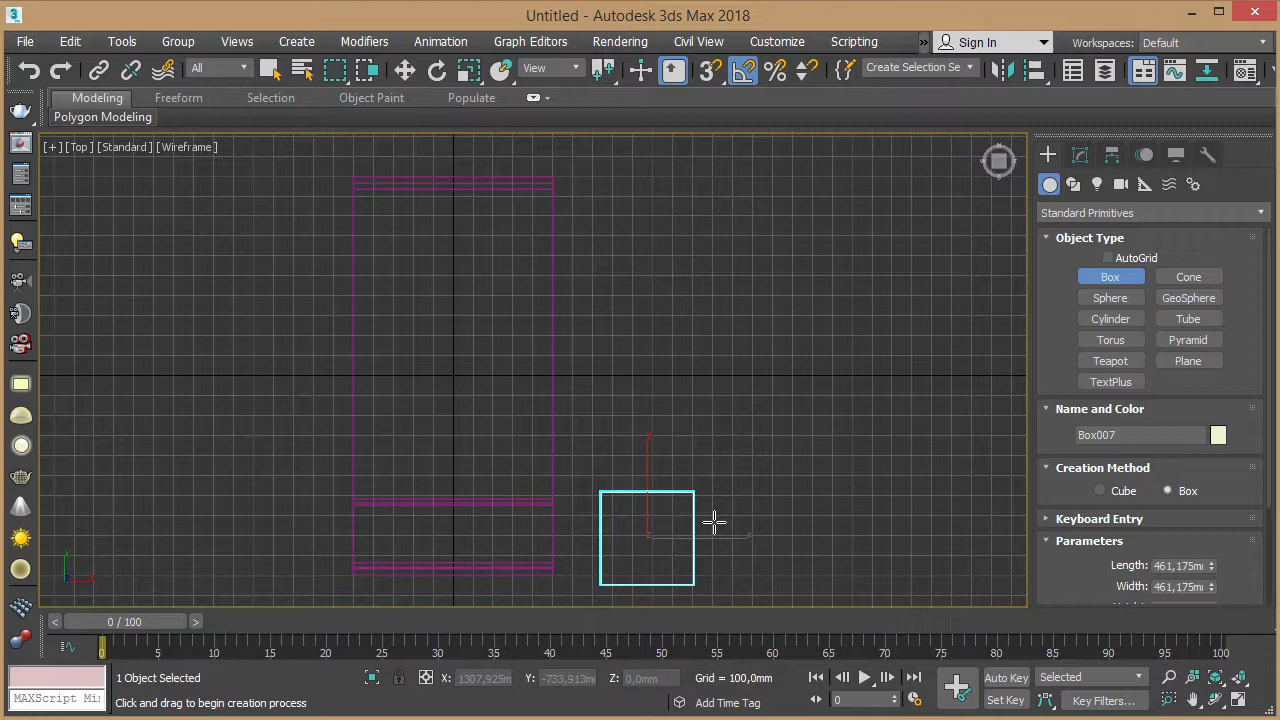 Untitled - Autodesk 3ds Max 2018
File Edit Tools Group Views Create Modifiers Animation Graph Editors Rendering Civil View Customize Scripting » Sign In Workspaces: Default
All View Create Selection Se
Modeling Freeform Selection Object Paint Populate
Polygon Modeling
[+] [Top] [Standard] [Wireframe]
Standard Primitives
Object Type
AutoGrid
Box Cone
Sphere GeoSphere
Cylinder Tube
Torus Pyramid
Teapot Plane
TextPlus
Name and Color
Box007
Creation Method
Cube Box
Keyboard Entry
Parameters
Length: 461,175m
Width: 461,175m
< 0 / 100 >
0 5 10 15 20 25 30 35 40 45 50 55 60 65 70 75 80 85 90 95 100
1 Object Selected X: 1307,925m Y: -733,913m Z: 0,0mm Grid = 100,0mm Auto Key Selected
MAXScript Mi Click and drag to begin creation process Add Time Tag 0 Set Key Key Filters...